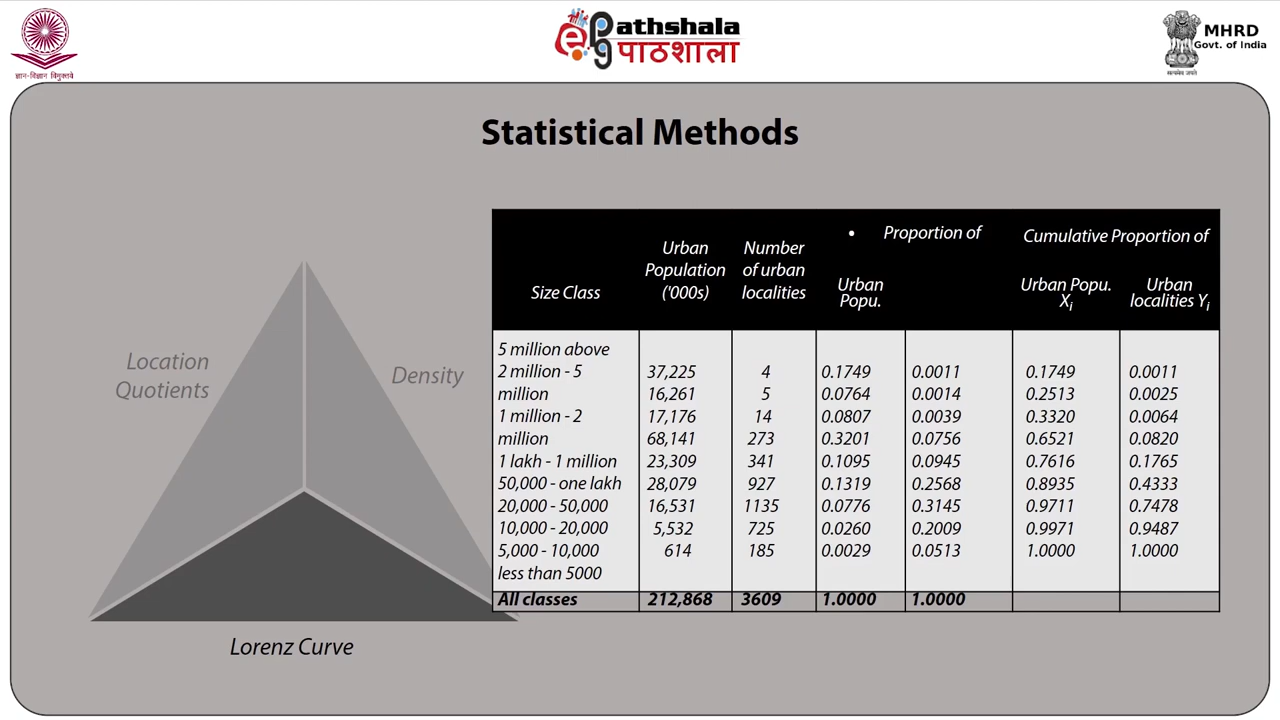 ज्ञान-विज्ञान विमुक्तये
ePG Pathshala
पाठशाला
MHRD
Govt. of India
सत्यमेव जयते
Statistical Methods
Location
Quotients
Density
Lorenz Curve
Size Class
Urban
Population
('000s)
Number
of urban
localities
• Proportion of
Urban
Popu.
Cumulative Proportion of
Urban Popu.
Xi
Urban
localities Yi
5 million above
2 million - 5 37,225 4 0.1749 0.0011 0.1749 0.0011
million 16,261 5 0.0764 0.0014 0.2513 0.0025
1 million - 2 17,176 14 0.0807 0.0039 0.3320 0.0064
million 68,141 273 0.3201 0.0756 0.6521 0.0820
1 lakh - 1 million 23,309 341 0.1095 0.0945 0.7616 0.1765
50,000 - one lakh 28,079 927 0.1319 0.2568 0.8935 0.4333
20,000 - 50,000 16,531 1135 0.0776 0.3145 0.9711 0.7478
10,000 - 20,000 5,532 725 0.0260 0.2009 0.9971 0.9487
5,000 - 10,000 614 185 0.0029 0.0513 1.0000 1.0000
less than 5000
All classes 212,868 3609 1.0000 1.0000